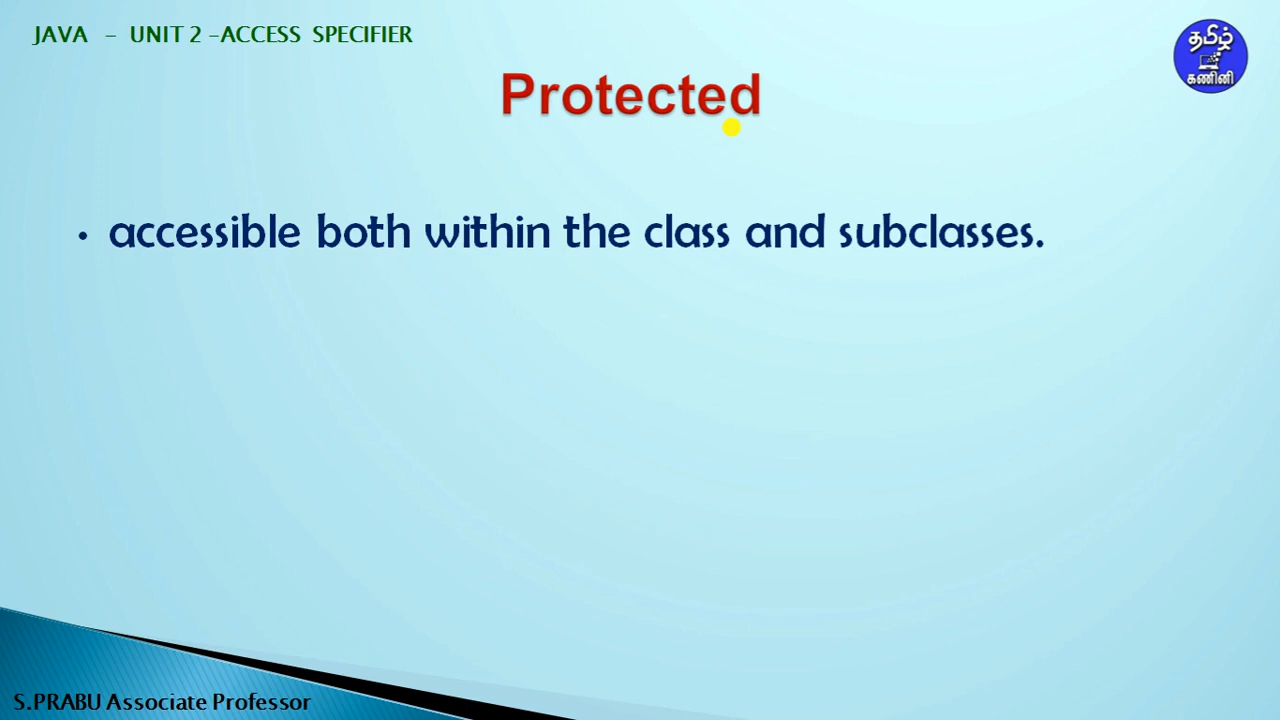 JAVA – UNIT 2 –ACCESS SPECIFIER
தமிழ்
கணினி
Protected
• accessible both within the class and subclasses.
S.PRABU Associate Professor